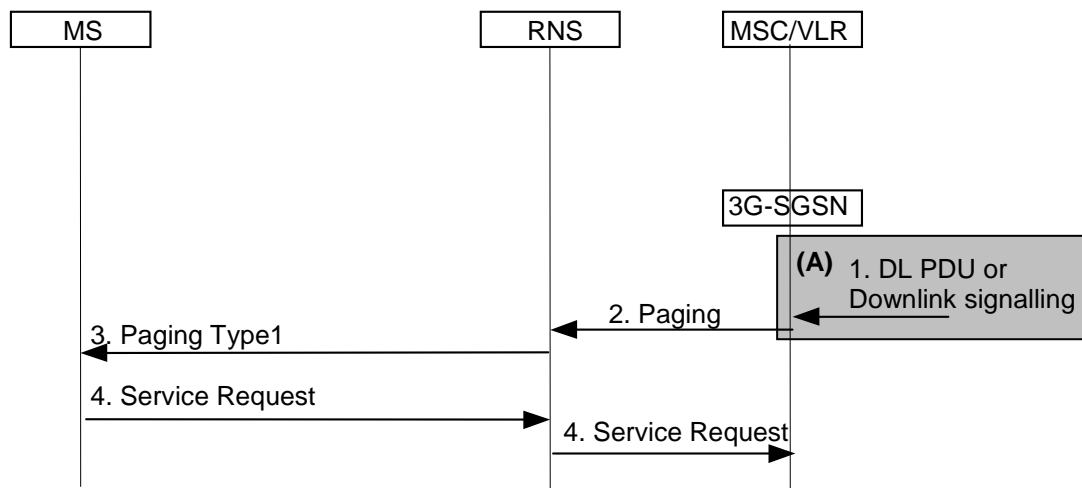 MS
RNS
MSC/VLR
3G-SGSN
(A) 1. DL PDU or
Downlink signalling
2. Paging
3. Paging Type1
4. Service Request
4. Service Request